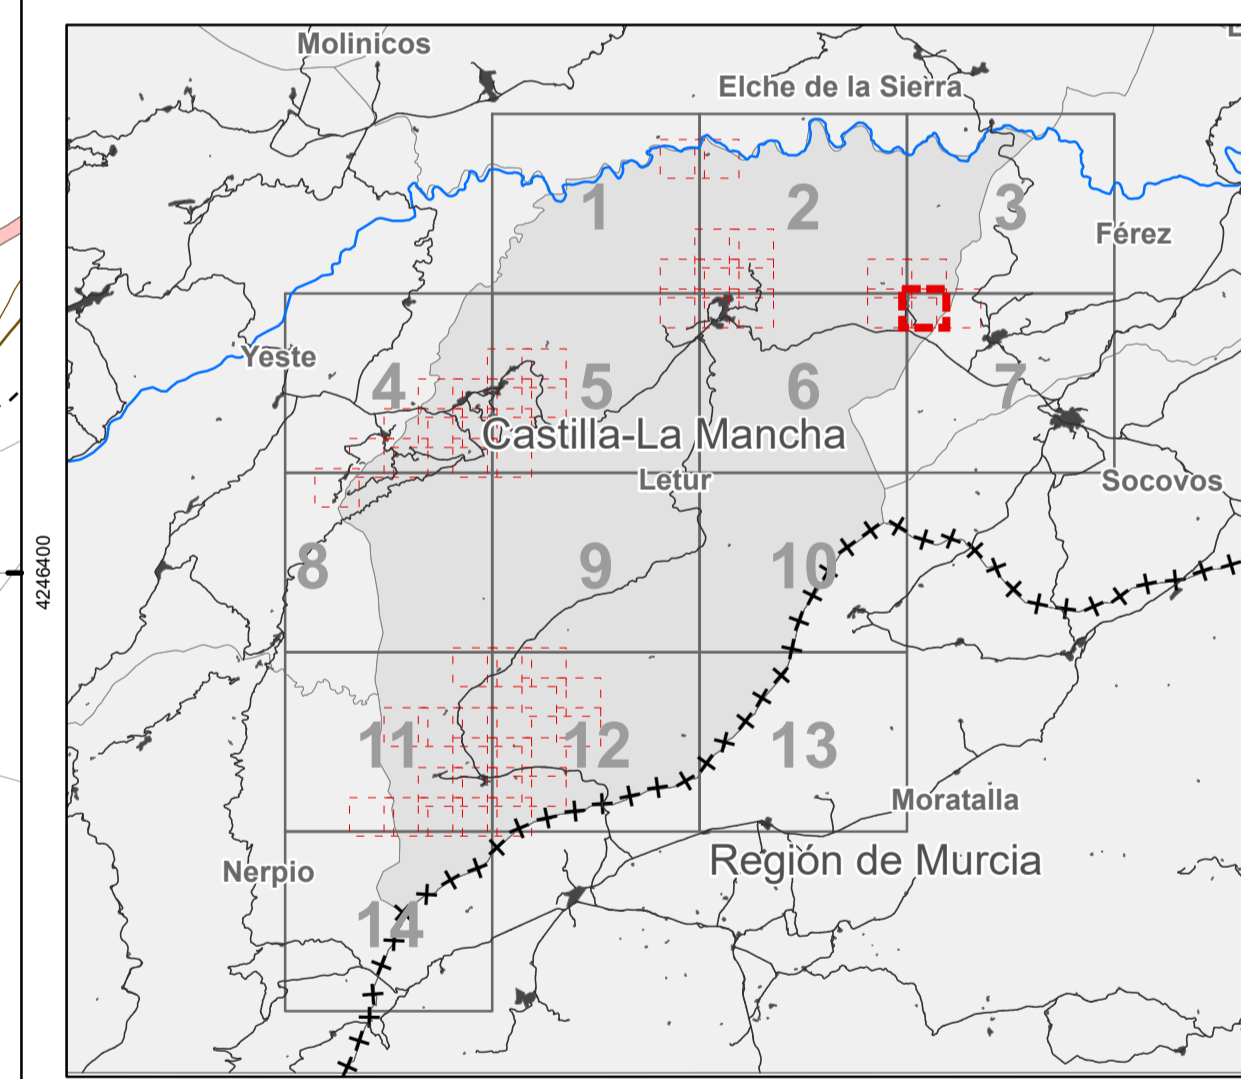 Molinicos
Elche de la Sierra
1
2
3
Férez
Yeste
4
5
6
7
Castilla-La Mancha
Letur
Socovos
4246400
8
9
10
11
12
13
Moratalla
Región de Murcia
Nerpio
14